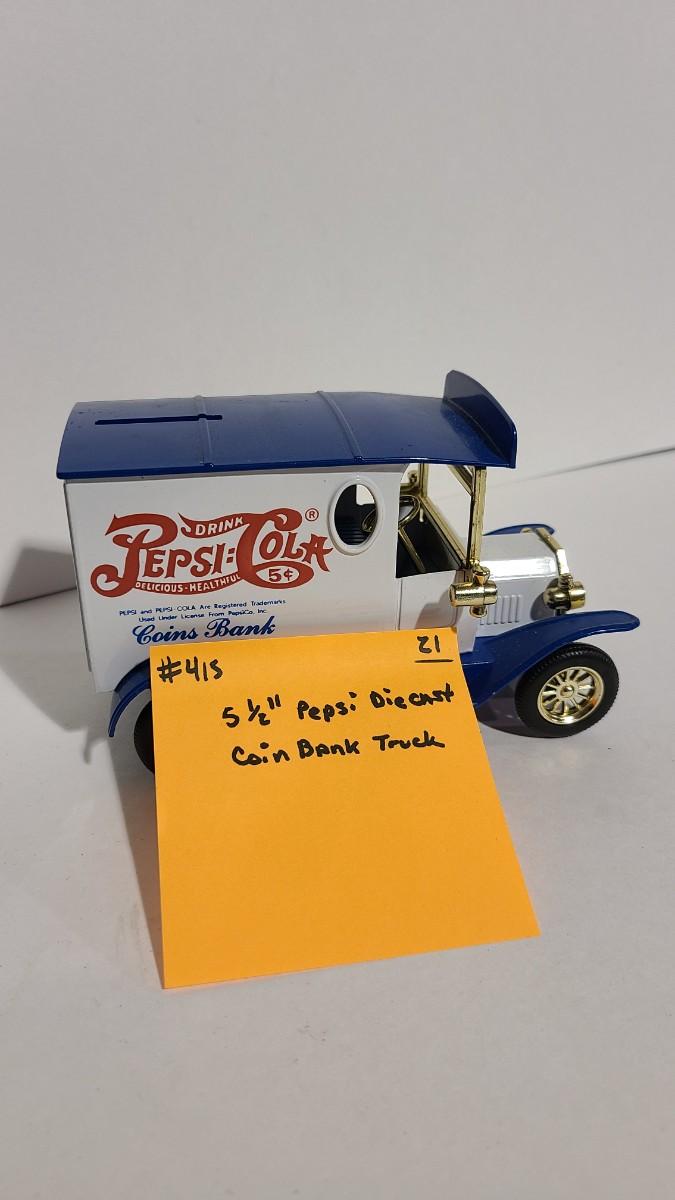 DRINK
PEPSI:COLA®
DELICIOUS·HEALTHFUL 5¢
PEPSI and PEPSI-COLA Are Registered Trademarks
Used Under License From PepsiCo, Inc.
Coins Bank
#415 21
5 1/2" Pepsi Diecast
Coin Bank Truck